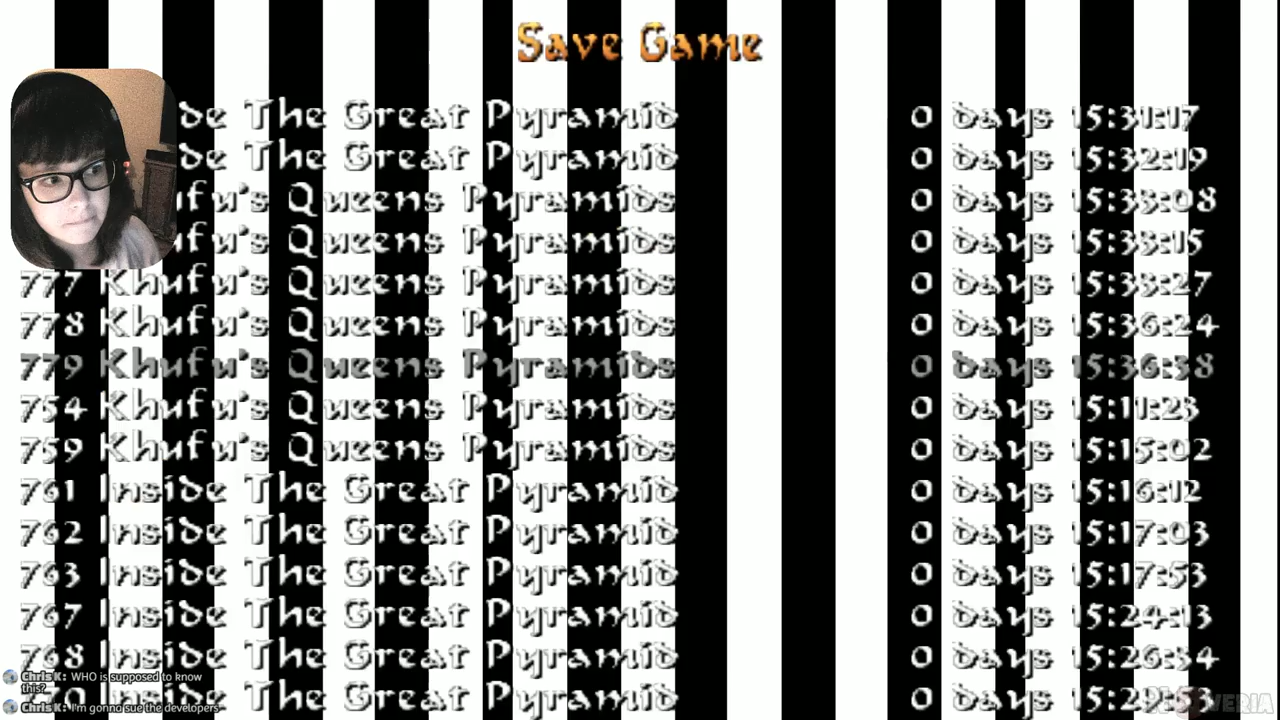 Save Game
de The Great Pyramid 0 days 15:31:17
de The Great Pyramid 0 days 15:32:19
ufu's Queens Pyramids 0 days 15:33:08
ufu's Queens Pyramids 0 days 15:33:15
777 Khufu's Queens Pyramids 0 days 15:33:27
778 Khufu's Queens Pyramids 0 days 15:36:24
779 Khufu's Queens Pyramids 0 days 15:36:38
754 Khufu's Queens Pyramids 0 days 15:11:23
759 Khufu's Queens Pyramids 0 days 15:15:02
761 Inside The Great Pyramid 0 days 15:16:12
762 Inside The Great Pyramid 0 days 15:17:03
763 Inside The Great Pyramid 0 days 15:17:53
767 Inside The Great Pyramid 0 days 15:24:13
768 Inside The Great Pyramid 0 days 15:26:34
Chris K: WHO is supposed to know
this?
Inside The Great Pyramid 0 days
Chris K: I'm gonna sue the developers